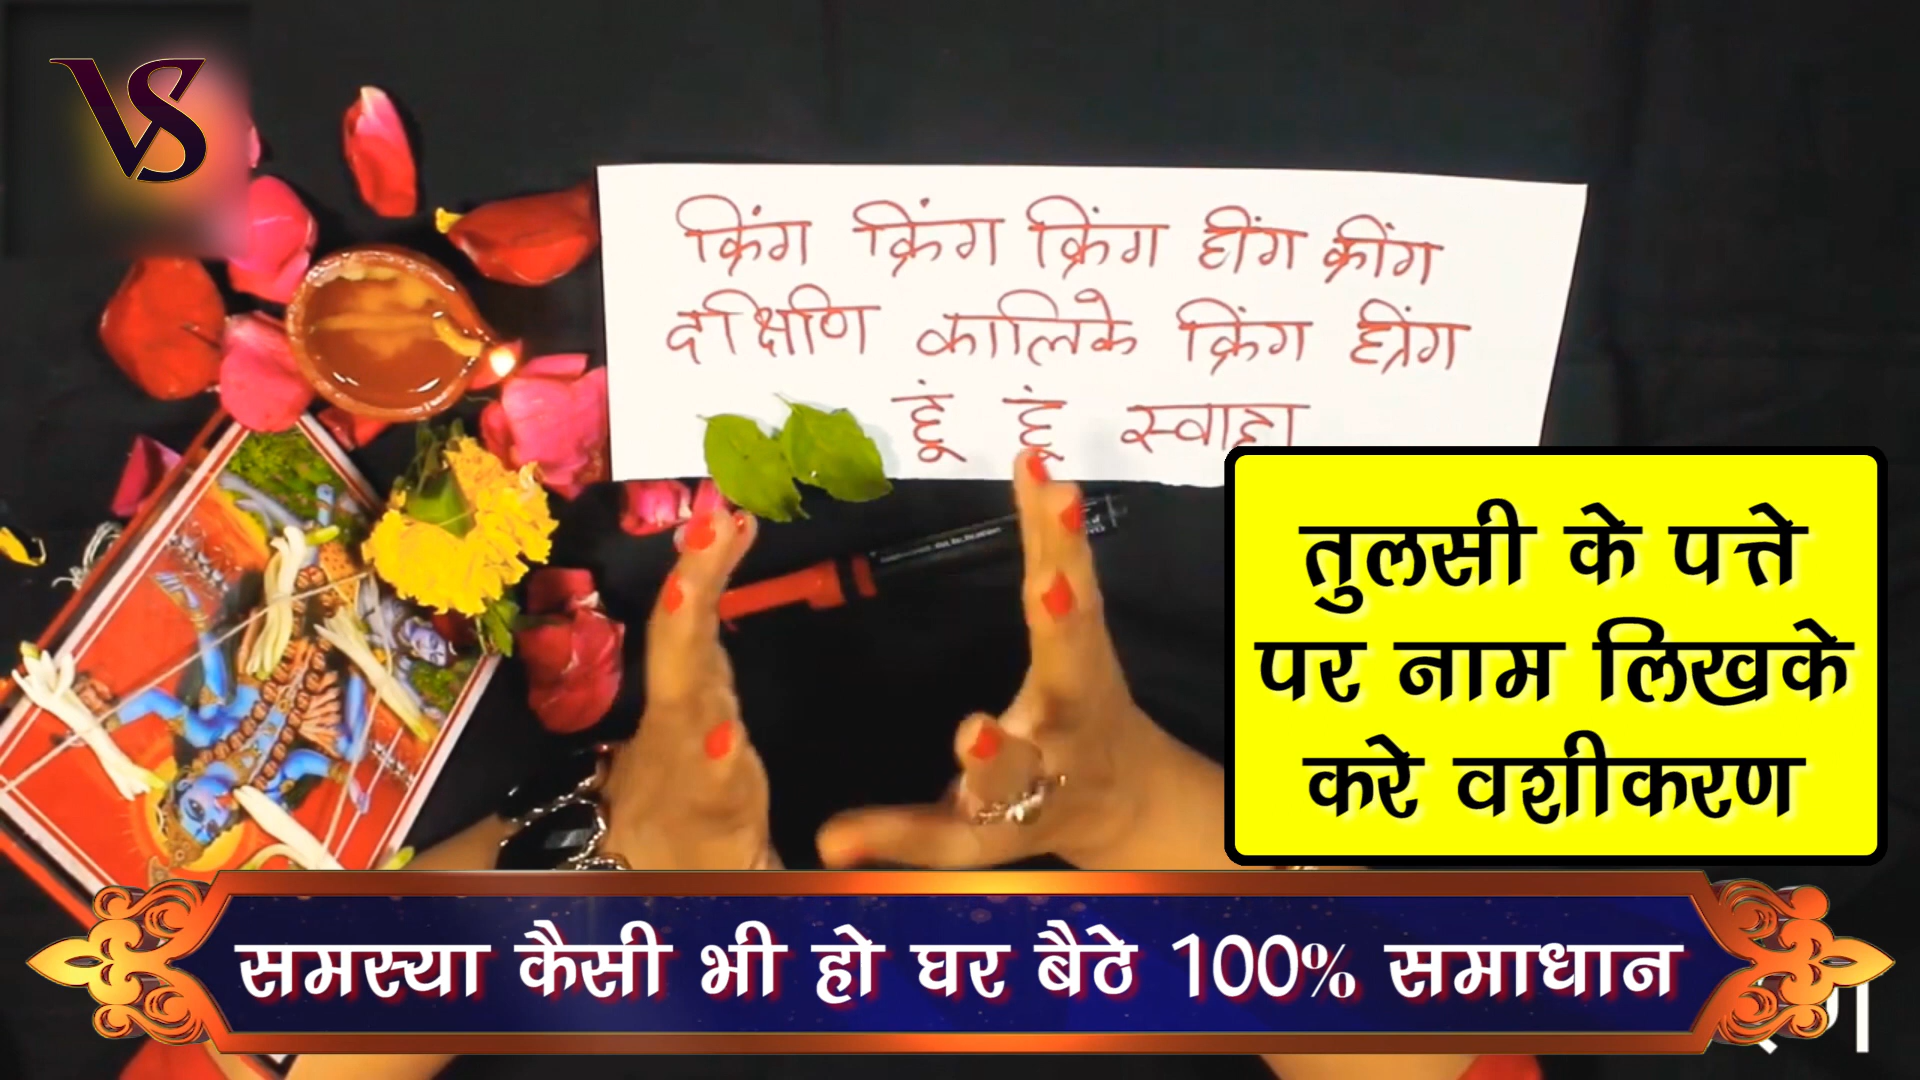 VS
क्रिंग क्रिंग क्रिंग हीँग क्रींग
दक्षिणि कालिके क्रिंग ह्रिंग
हूं हूं स्वाहा
तुलसी के पत्ते
पर नाम लिखके
करे वशीकरण
समस्या कैसी भी हो घर बैठे 100% समाधान